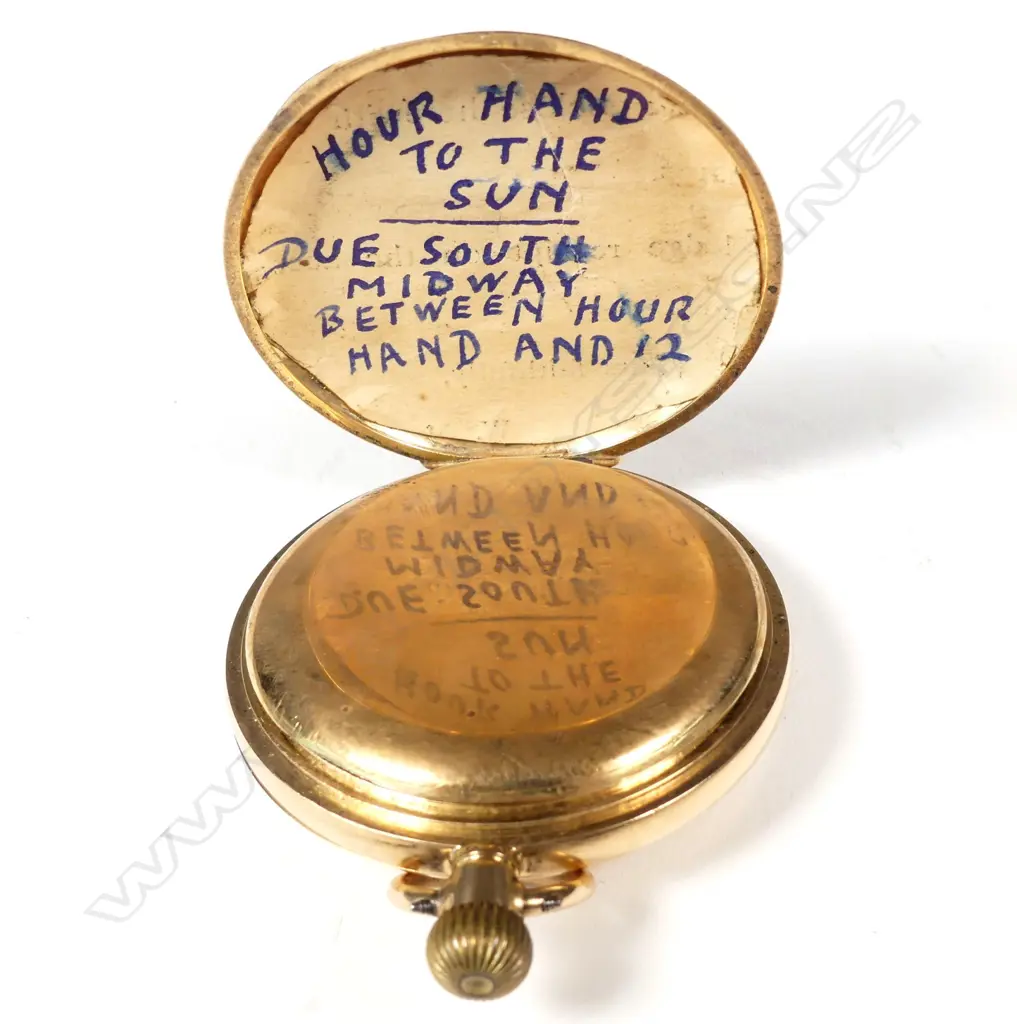 HOUR HAND
TO THE
SUN
DUE SOUTH
MIDWAY
BETWEEN HOUR
HAND AND 12